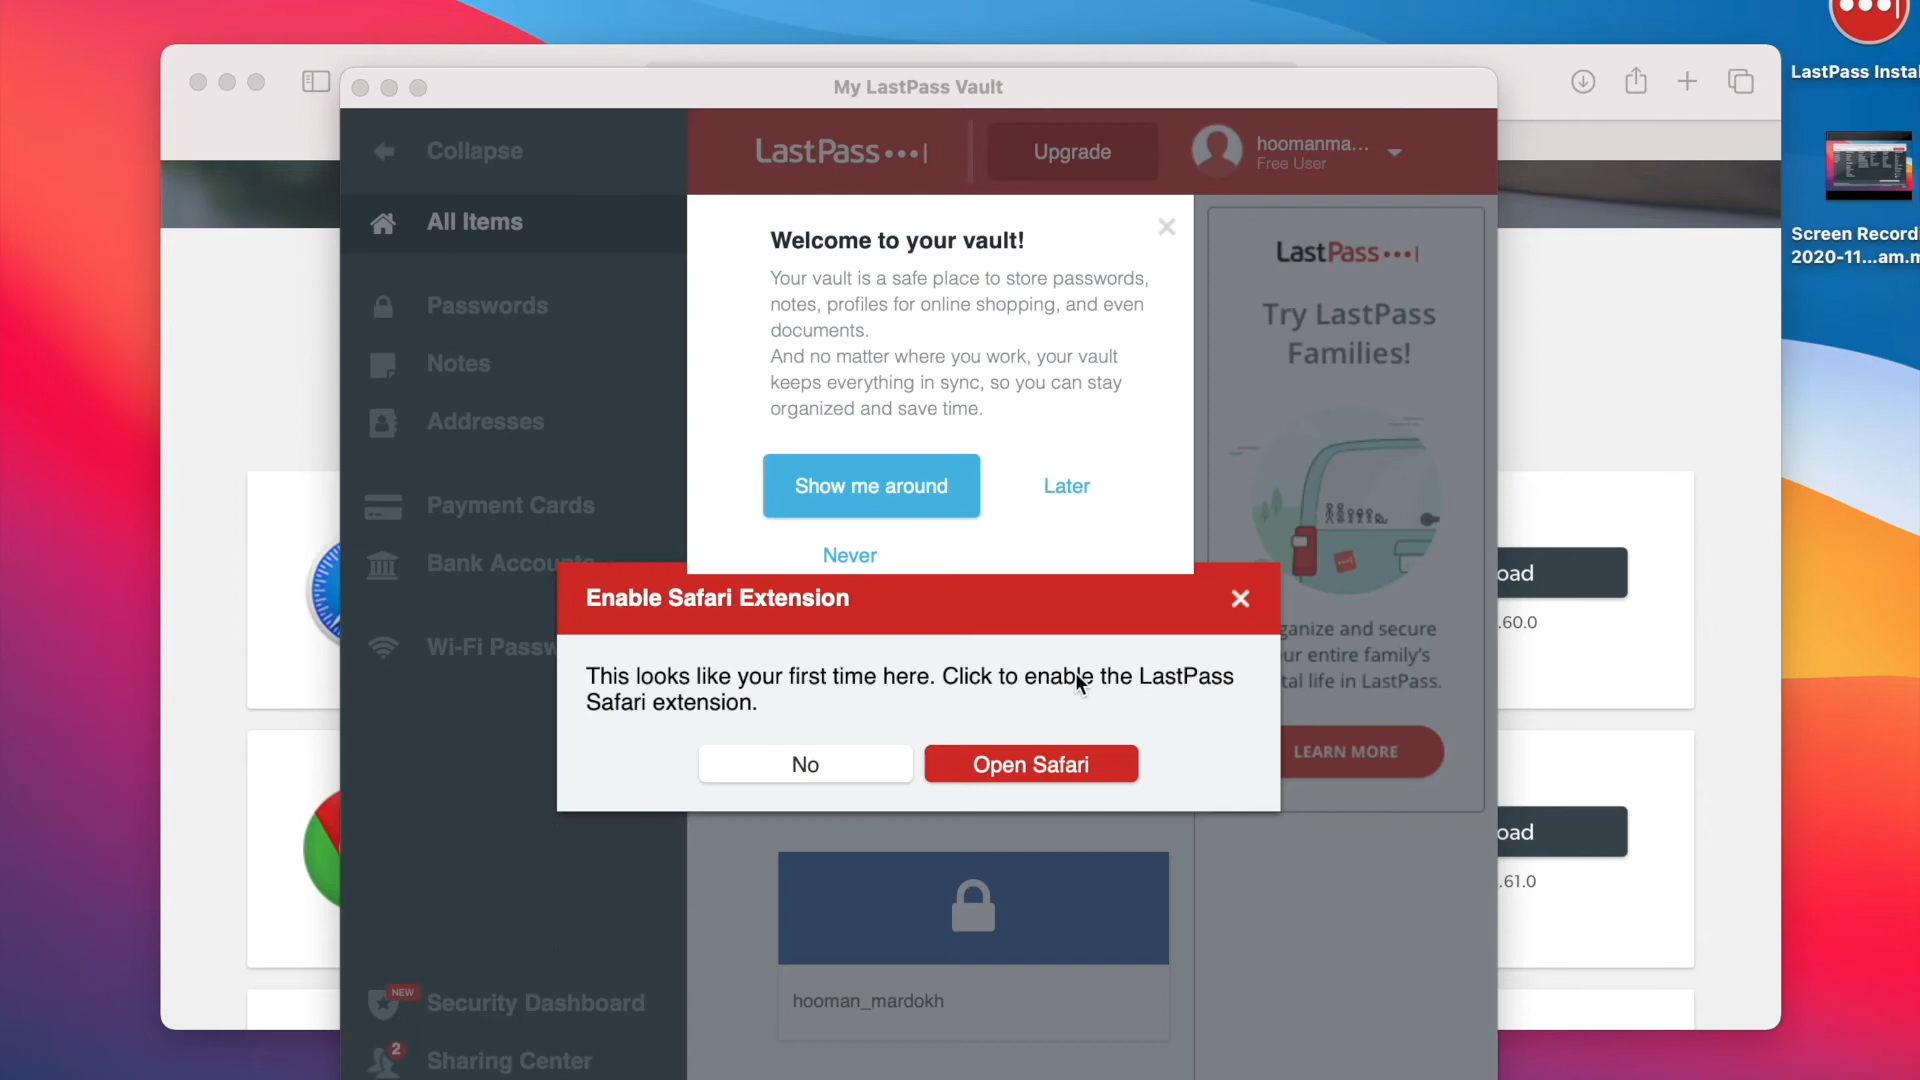 My LastPass Vault
LastPass Instal
Collapse
LastPass
Upgrade
hoomanma...
Free User
Screen Recordi
2020-11...am.m
All Items
Passwords
Notes
Addresses
Payment Cards
Bank Accounts
Wi-Fi Passw
NEW
Security Dashboard
2
Sharing Center
Welcome to your vault!
Your vault is a safe place to store passwords,
notes, profiles for online shopping, and even
documents.
And no matter where you work, your vault
keeps everything in sync, so you can stay
organized and save time.
Show me around
Later
Never
LastPass
Try LastPass
Families!
ganize and secure
ur entire family's
tal life in LastPass.
LEARN MORE
Enable Safari Extension
This looks like your first time here. Click to enable the LastPass
Safari extension.
No
Open Safari
hooman_mardokh
oad
.60.0
oad
.61.0